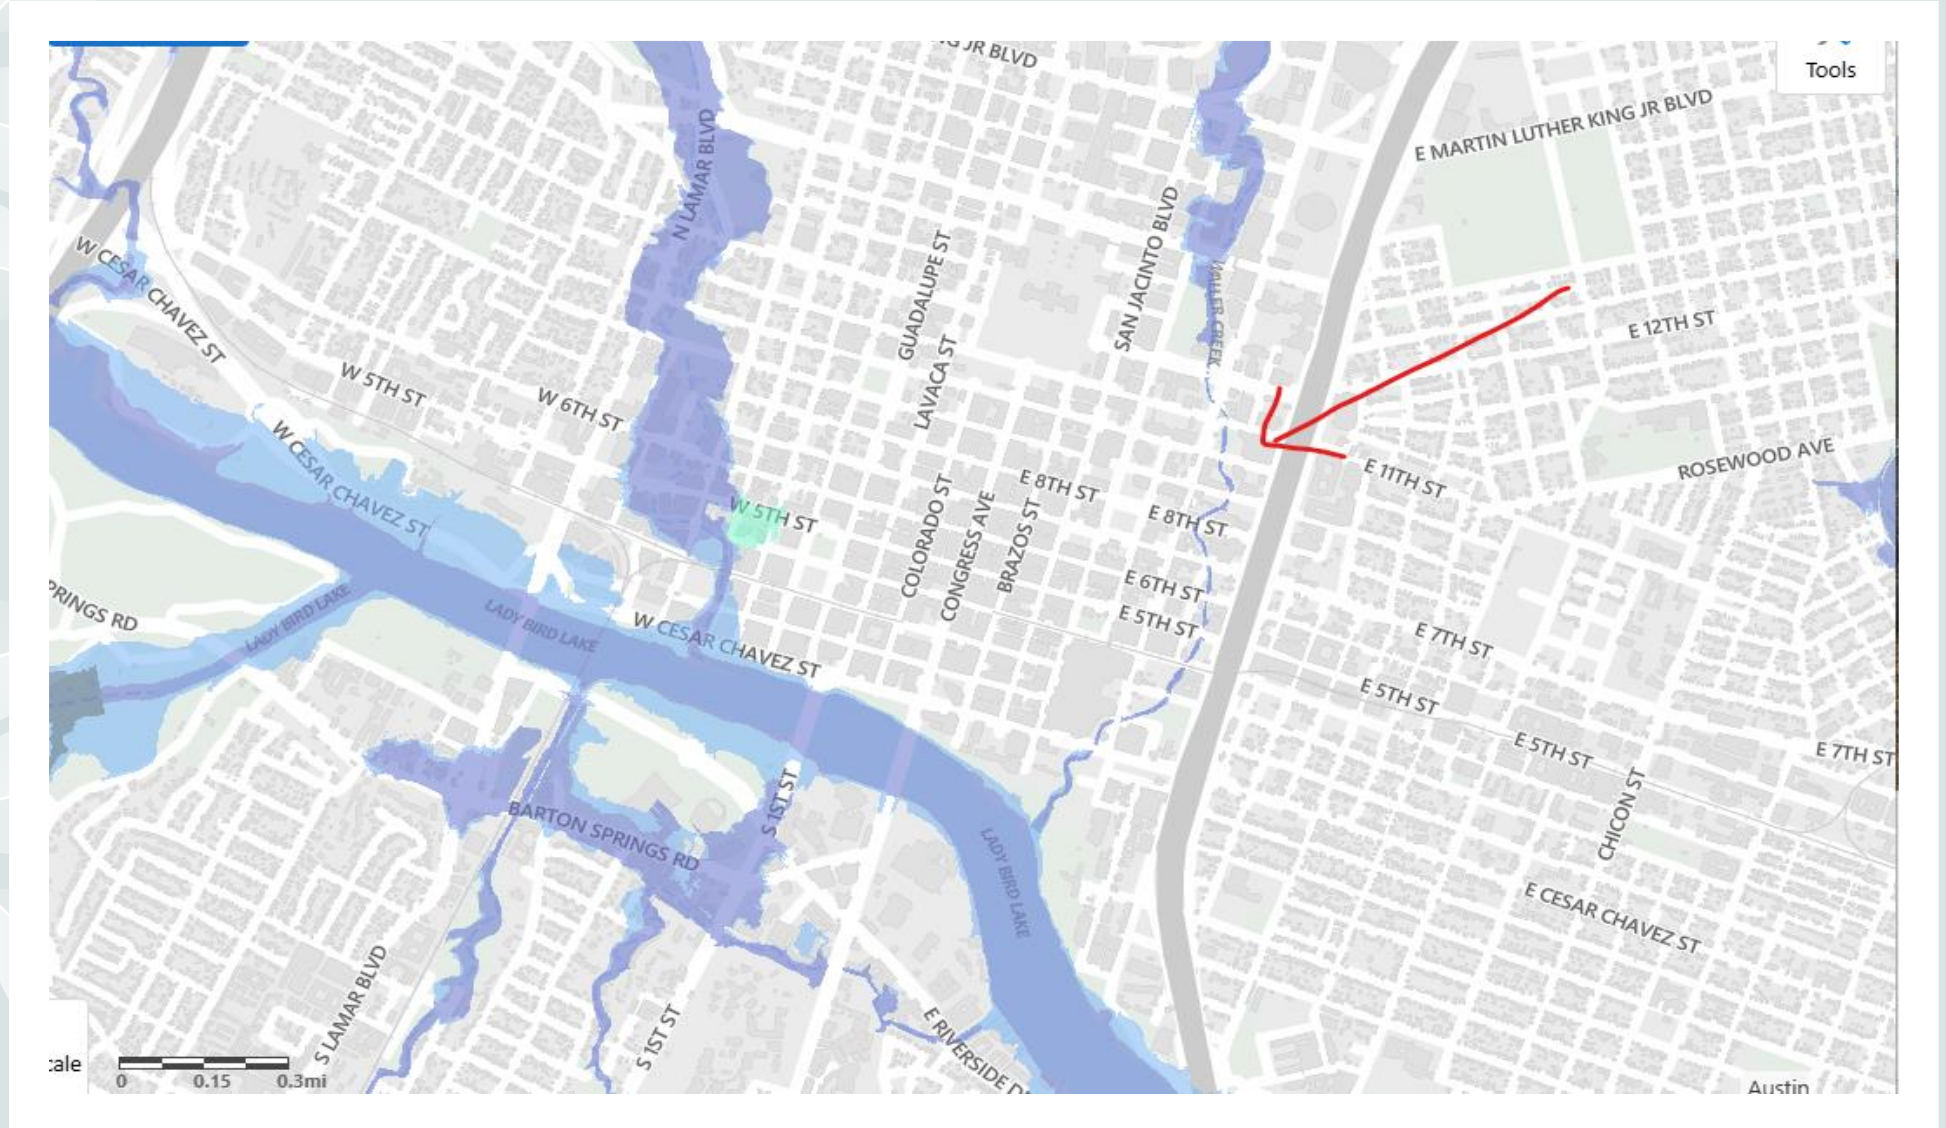 JR BLVD
Tools
E MARTIN LUTHER KING JR BLVD
N LAMAR BLVD
W CESAR CHAVEZ ST
GUADALUPE ST
SAN JACINTO BLVD
WALLER CREEK
E 12TH ST
W 5TH ST
W 6TH ST
LAVACA ST
W CESAR CHAVEZ ST
E 11TH ST
ROSEWOOD AVE
W 5TH ST
COLORADO ST
CONGRESS AVE
BRAZOS ST
E 8TH ST
E 8TH ST
E 6TH ST
E 5TH ST
PRINGS RD
LADY BIRD LAKE
LADY BIRD LAKE
W CESAR CHAVEZ ST
E 7TH ST
E 5TH ST
E 5TH ST
E 7TH ST
S 1ST ST
BARTON SPRINGS RD
CHICON ST
LADY BIRD LAKE
E CESAR CHAVEZ ST
S LAMAR BLVD
S 1ST ST
E RIVERSIDE D
cale
0 0.15 0.3mi
Austin